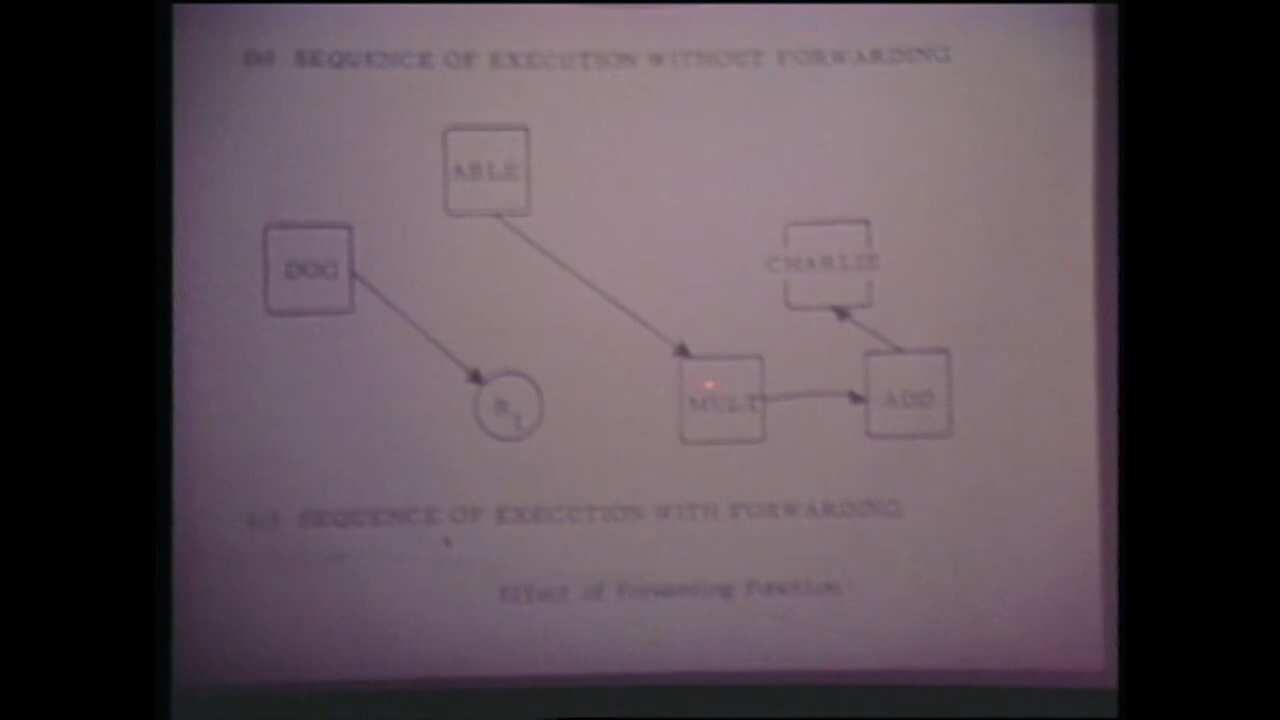 (b) SEQUENCE OF EXECUTION WITHOUT FORWARDING
ABLE
DOG
CHARLIE
MULT
ADD
(c) SEQUENCE OF EXECUTION WITH FORWARDING
Effect of forwarding function